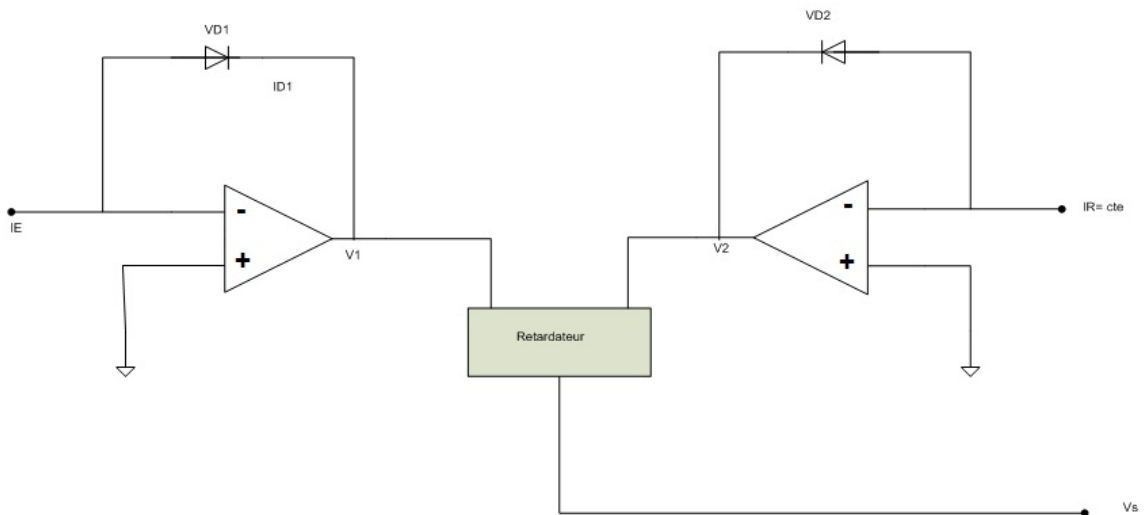 VD1
VD2
ID1
-
-
IE
IR= cte
+
+
V1
V2
Retardateur
Vs